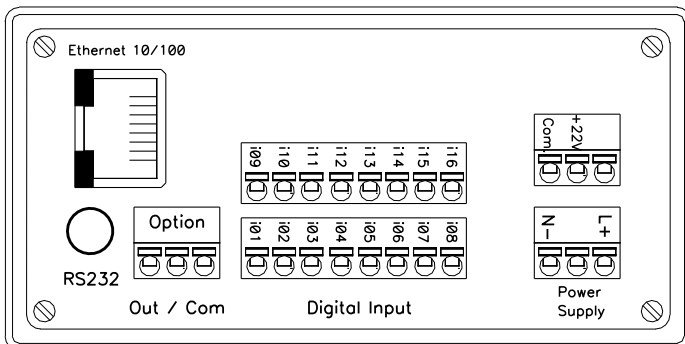 Ethernet 10/100
Com.
+22V
i09 i10 i11 i12 i13 i14 i15 i16
Option
i01 i02 i03 i04 i05 i06 i07 i08
N
-
L+
RS232
Out / Com
Digital Input
Power
Supply